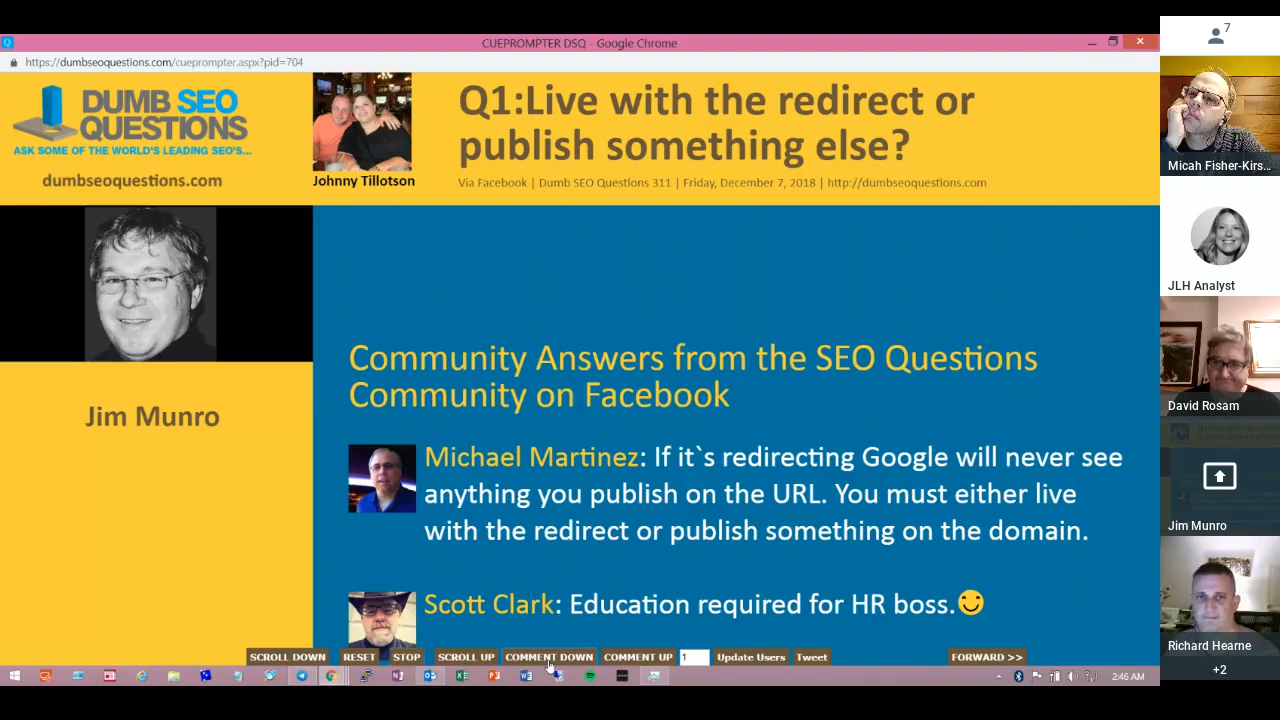 CUEPROMPTER DSQ - Google Chrome
https://dumbseoquestions.com/cueprompter.aspx?pid=704
DUMB SEO
QUESTIONS
ASK SOME OF THE WORLD'S LEADING SEO'S...
dumbseoquestions.com
Johnny Tillotson
Q1:Live with the redirect or
publish something else?
Via Facebook | Dumb SEO Questions 311 | Friday, December 7, 2018 | http://dumbseoquestions.com
Jim Munro
Community Answers from the SEO Questions
Community on Facebook
Michael Martinez: If it`s redirecting Google will never see
anything you publish on the URL. You must either live
with the redirect or publish something on the domain.
Scott Clark: Education required for HR boss.
SCROLL DOWN RESET STOP SCROLL UP COMMENT DOWN COMMENT UP 1 Update Users Tweet FORWARD >>
2:46 AM
7
Micah Fisher-Kirs...
JLH Analyst
David Rosam
Jim Munro
Richard Hearne
+2